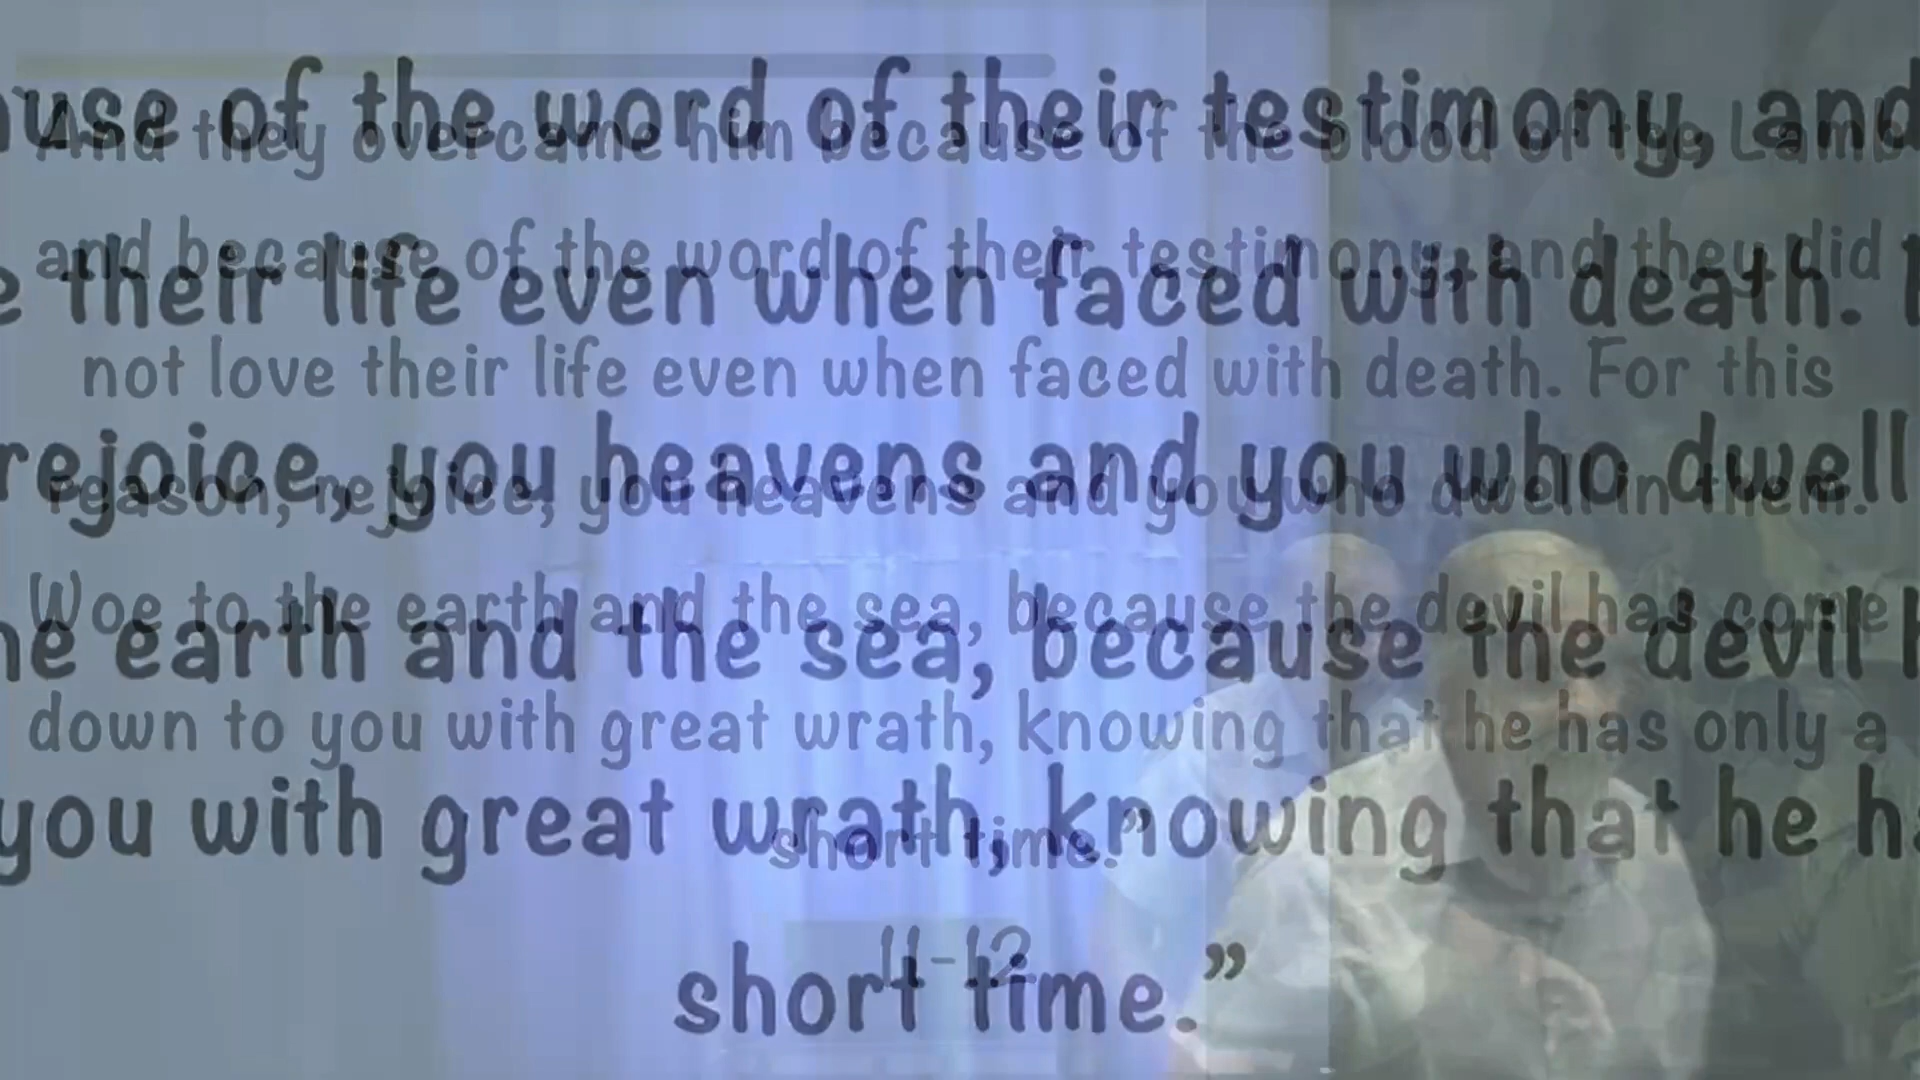 And they overcame him because of the blood of the Lamb
and because of the word of their testimony, and they did
not love their life even when faced with death. For this
reason, rejoice, you heavens and you who dwell in them.
Woe to the earth and the sea, because the devil has come
down to you with great wrath, knowing that he has only a
short time.”
11-12
use of the word of their testimony, and
e their life even when faced with death.
rejoice, you heavens and you who dwell
he earth and the sea, because the devil h
you with great wrath, knowing that he ha
short time.”